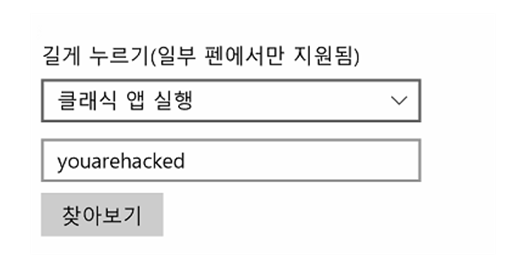 길게 누르기(일부 펜에서만 지원됨)
클래식 앱 실행
youarehacked
찾아보기